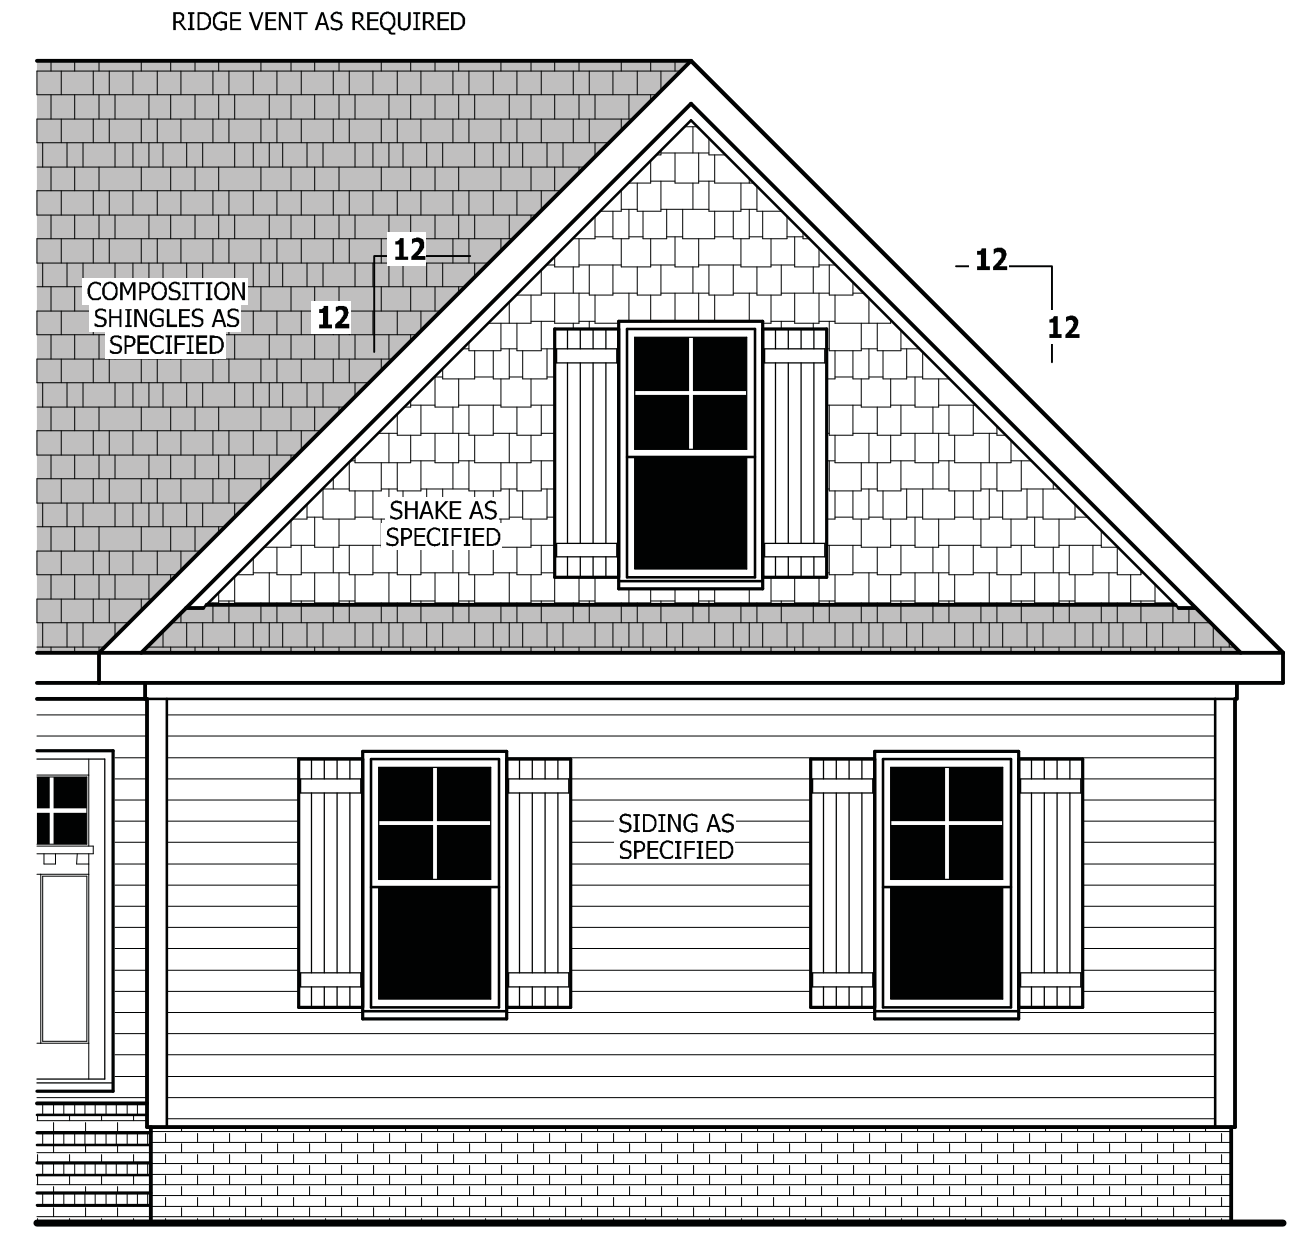 RIDGE VENT AS REQUIRED
12
12
12
12
COMPOSITION
SHINGLES AS
SPECIFIED
SHAKE AS
SPECIFIED
SIDING AS
SPECIFIED